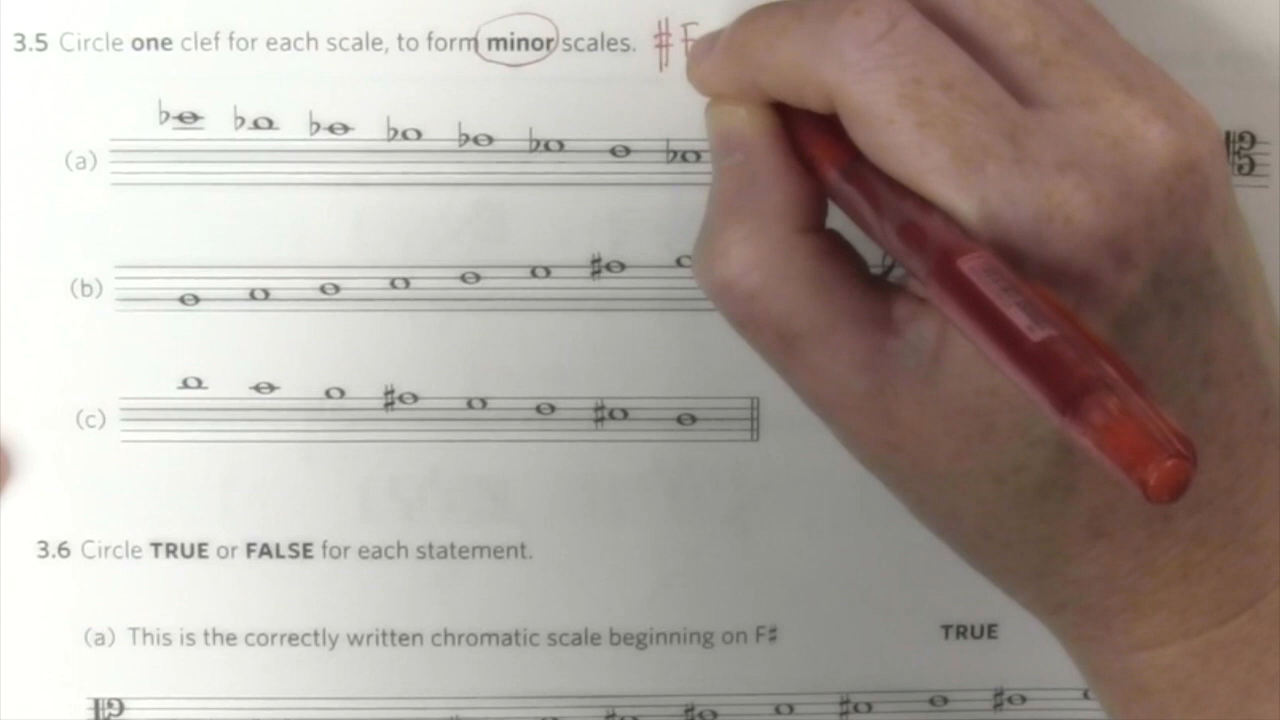 3.5 Circle one clef for each scale, to form minor scales. # F
(a)
(b)
(c)
3.6 Circle TRUE or FALSE for each statement.
(a) This is the correctly written chromatic scale beginning on F♯ TRUE